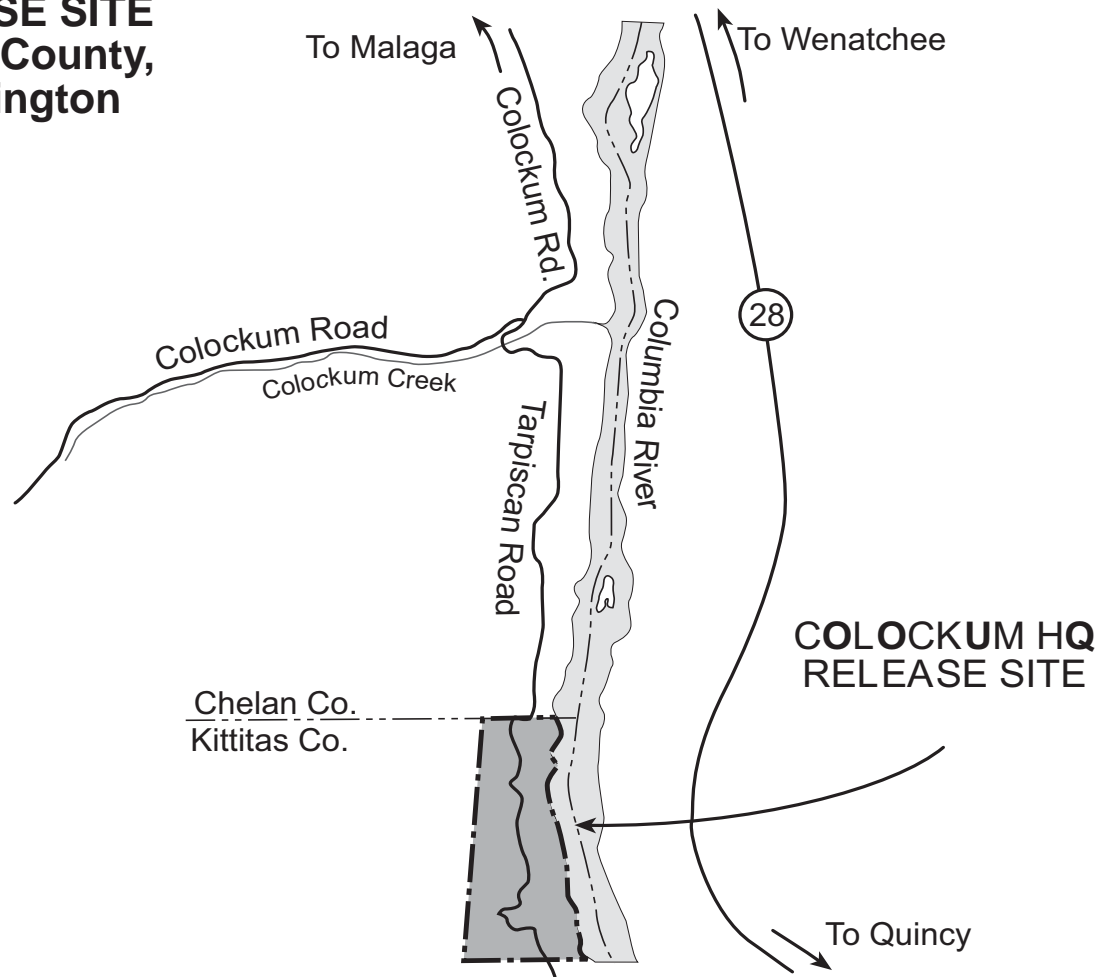 SE SITE
County,
ington
To Malaga
To Wenatchee
Colockum Rd.
28
Colockum Road
Colockum Creek
Columbia River
Tarpiscan Road
COLOCKUM HQ
RELEASE SITE
Chelan Co.
Kittitas Co.
To Quincy